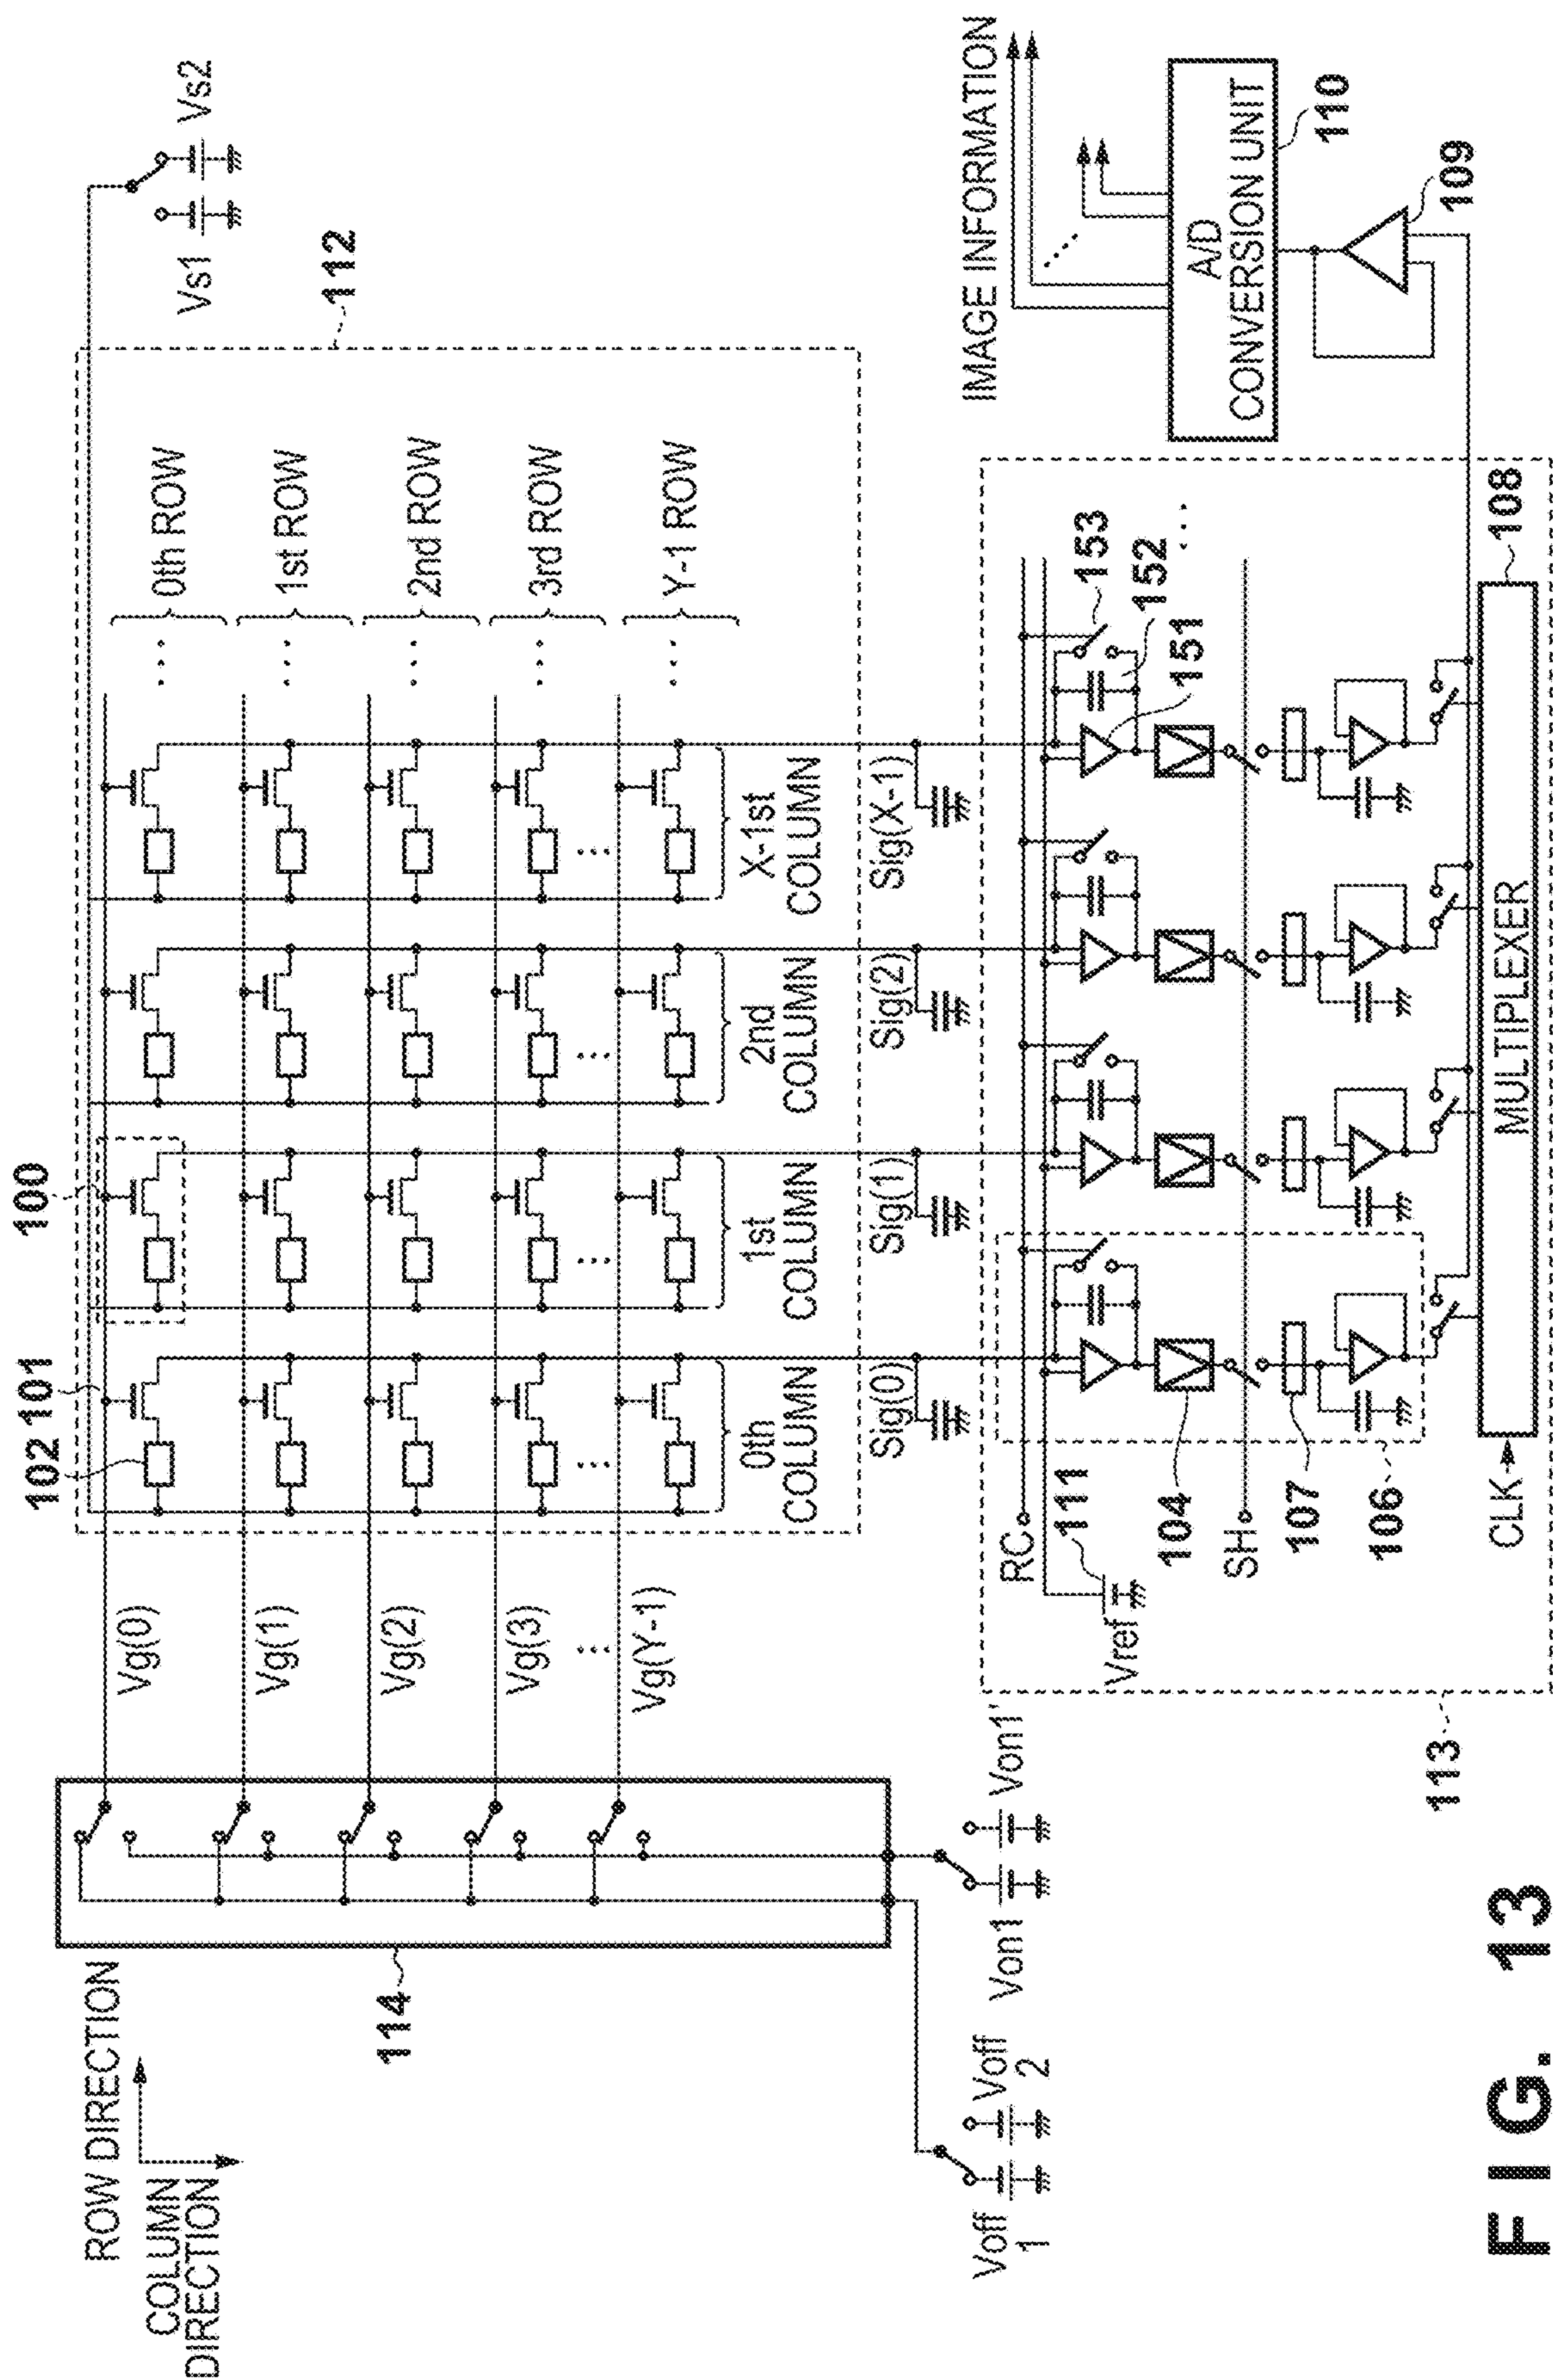 ROW DIRECTION
COLUMN
DIRECTION
114
Vg(0)
Vg(1)
Vg(2)
Vg(3)
Vg(Y-1)
102
101
100
112
Vs1
Vs2
0th ROW
1st ROW
2nd ROW
3rd ROW
Y-1 ROW
0th
COLUMN
1st
COLUMN
2nd
COLUMN
X-1st
COLUMN
Sig(0)
Sig(1)
Sig(2)
Sig(X-1)
Voff
1
Voff
2
Von1
Von1'
RC
111
Vref
104
SH
107
106
113
153
152
151
CLK
MULTIPLEXER
108
109
A/D
CONVERSION UNIT
110
IMAGE INFORMATION
FIG. 13